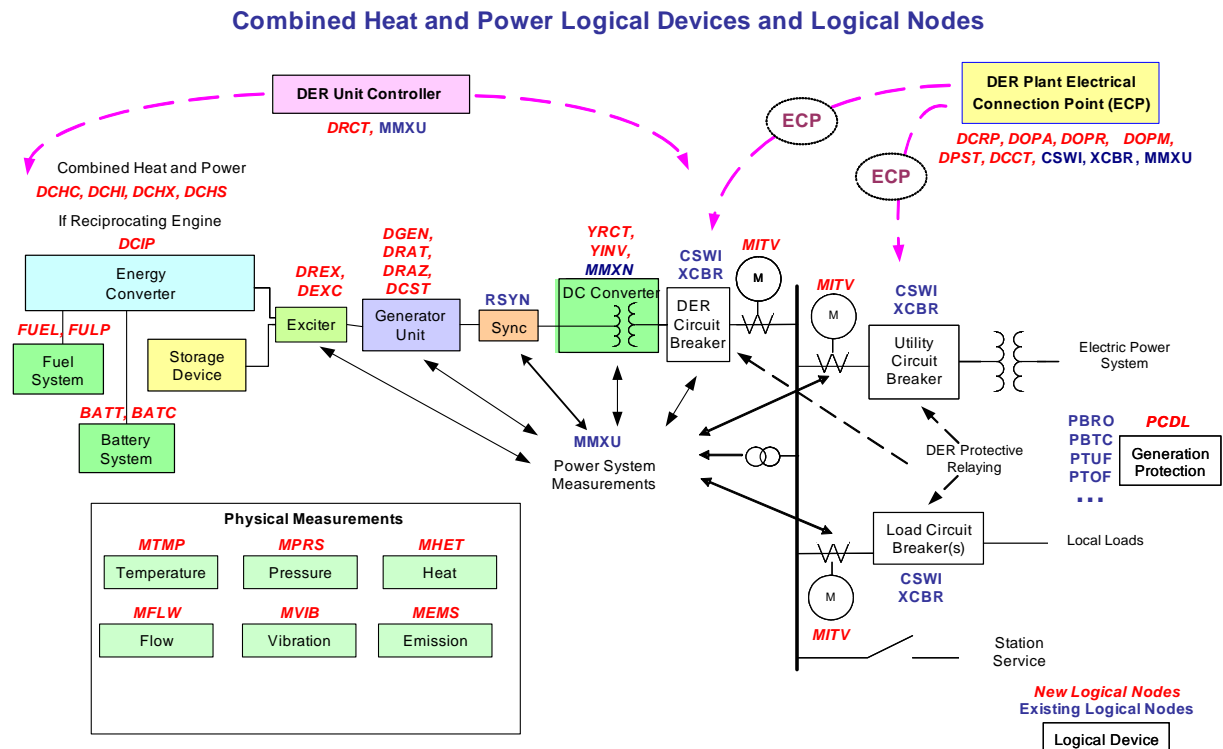 Combined Heat and Power Logical Devices and Logical Nodes
DER Unit Controller
DRCT, MMXU
ECP
DER Plant Electrical
Connection Point (ECP)
DCRP, DOPA, DOPR, DOPM,
DPST, DCCT, CSWI, XCBR, MMXU
ECP
Combined Heat and Power
DCHC, DCHI, DCHX, DCHS
If Reciprocating Engine
DCIP
Energy
Converter
FUEL, FULP
Fuel
System
Storage
Device
BATT, BATC
Battery
System
DREX,
DEXC
Exciter
DGEN,
DRAT,
DRAZ,
DCST
Generator
Unit
RSYN
Sync
YRCT,
YINV,
MMXN
DC Converter
CSWI
XCBR
DER
Circuit
Breaker
MITV
M
MITV
M
CSWI
XCBR
Utility
Circuit
Breaker
Electric Power
System
MMXU
Power System
Measurements
DER Protective
Relaying
PBRO
PBTC
PTUF
PTOF
...
PCDL
Generation
Protection
Load Circuit
Breaker(s)
CSWI
XCBR
Local Loads
M
MITV
Station
Service
Physical Measurements
MTMP
MPRS
MHET
Temperature
Pressure
Heat
MFLW
MVIB
MEMS
Flow
Vibration
Emission
New Logical Nodes
Existing Logical Nodes
Logical Device